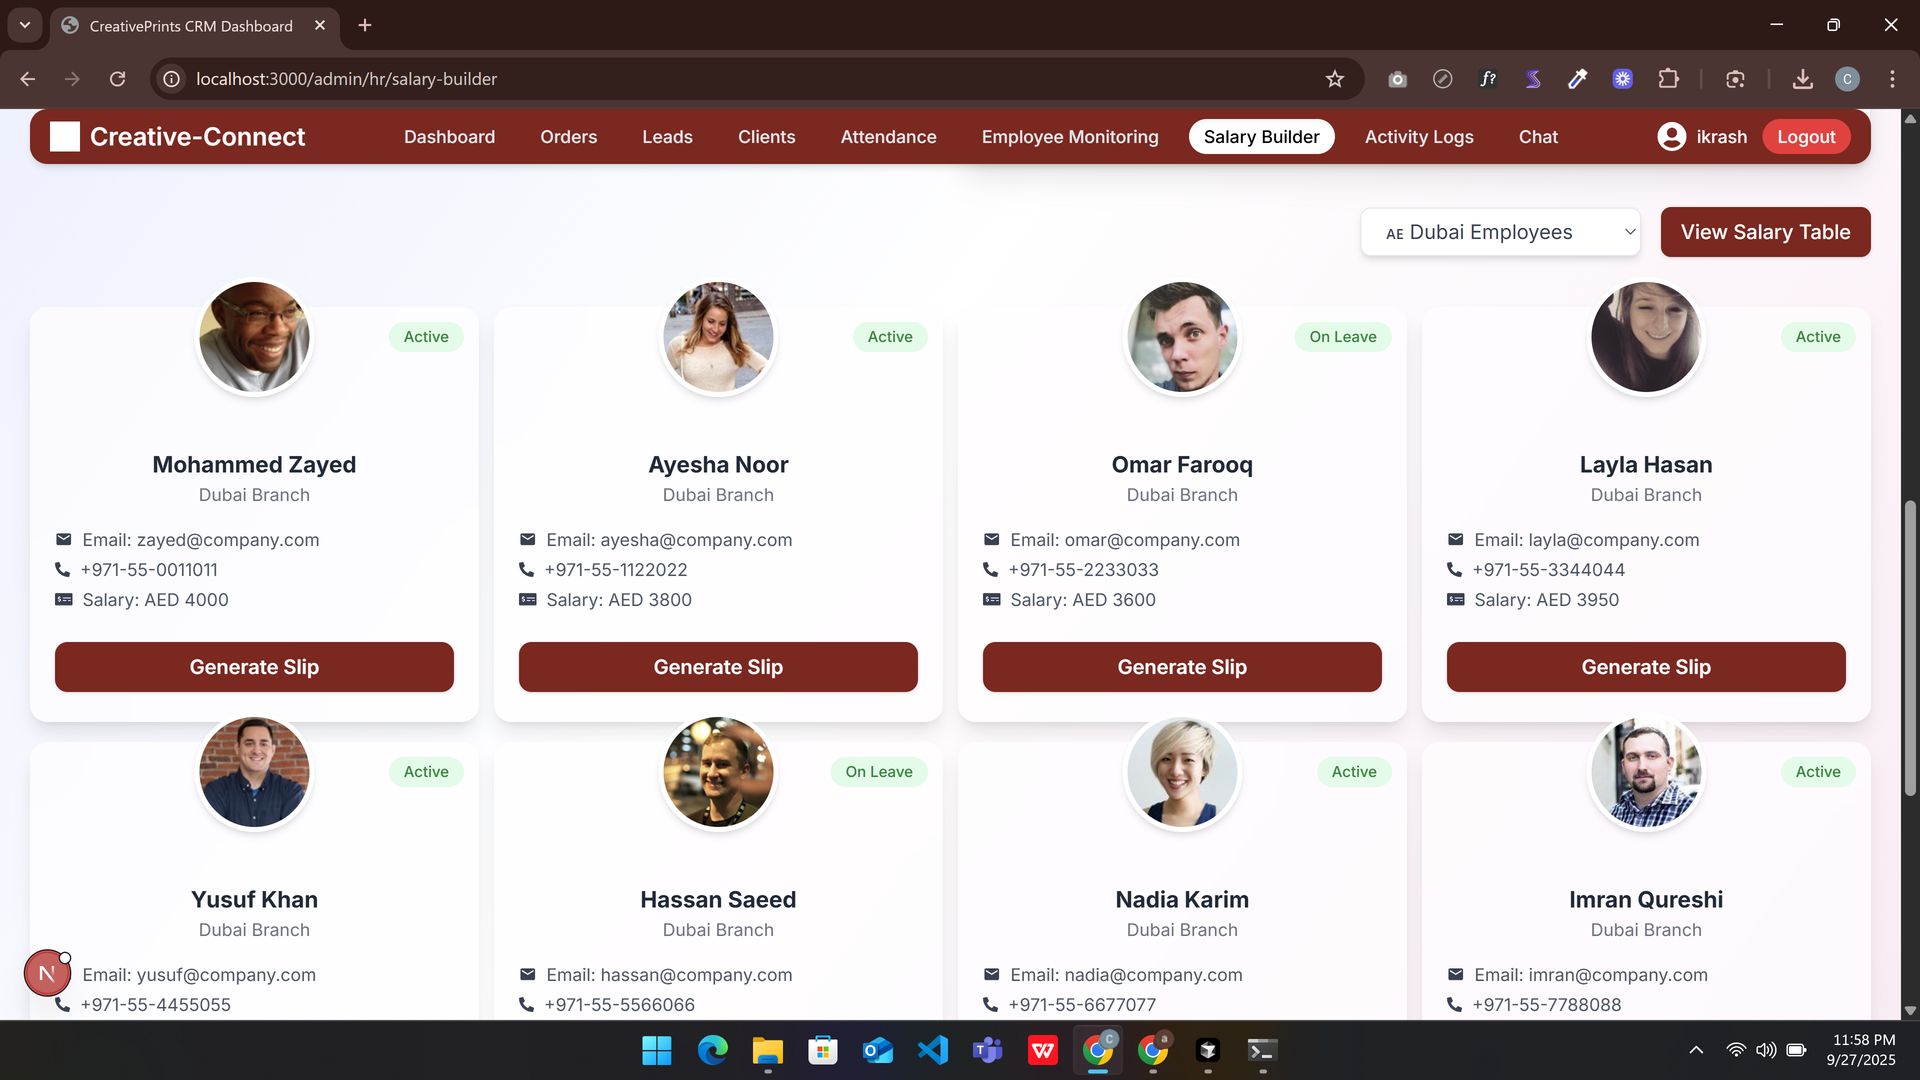 CreativePrints CRM Dashboard
localhost:3000/admin/hr/salary-builder
C
Creative-Connect
Dashboard
Orders
Leads
Clients
Attendance
Employee Monitoring
Salary Builder
Activity Logs
Chat
ikrash
Logout
AE Dubai Employees
View Salary Table
Active
Mohammed Zayed
Dubai Branch
Email: zayed@company.com
+971-55-0011011
Salary: AED 4000
Generate Slip
Active
Ayesha Noor
Dubai Branch
Email: ayesha@company.com
+971-55-1122022
Salary: AED 3800
Generate Slip
On Leave
Omar Farooq
Dubai Branch
Email: omar@company.com
+971-55-2233033
Salary: AED 3600
Generate Slip
Active
Layla Hasan
Dubai Branch
Email: layla@company.com
+971-55-3344044
Salary: AED 3950
Generate Slip
Active
Yusuf Khan
Dubai Branch
Email: yusuf@company.com
+971-55-4455055
On Leave
Hassan Saeed
Dubai Branch
Email: hassan@company.com
+971-55-5566066
Active
Nadia Karim
Dubai Branch
Email: nadia@company.com
+971-55-6677077
Active
Imran Qureshi
Dubai Branch
Email: imran@company.com
+971-55-7788088
N
11:58 PM
9/27/2025